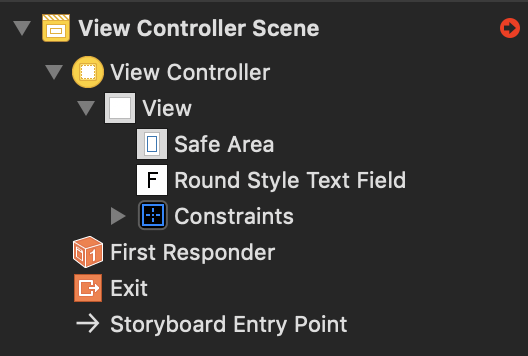 View Controller Scene
View Controller
View
Safe Area
F Round Style Text Field
Constraints
1 First Responder
Exit
Storyboard Entry Point